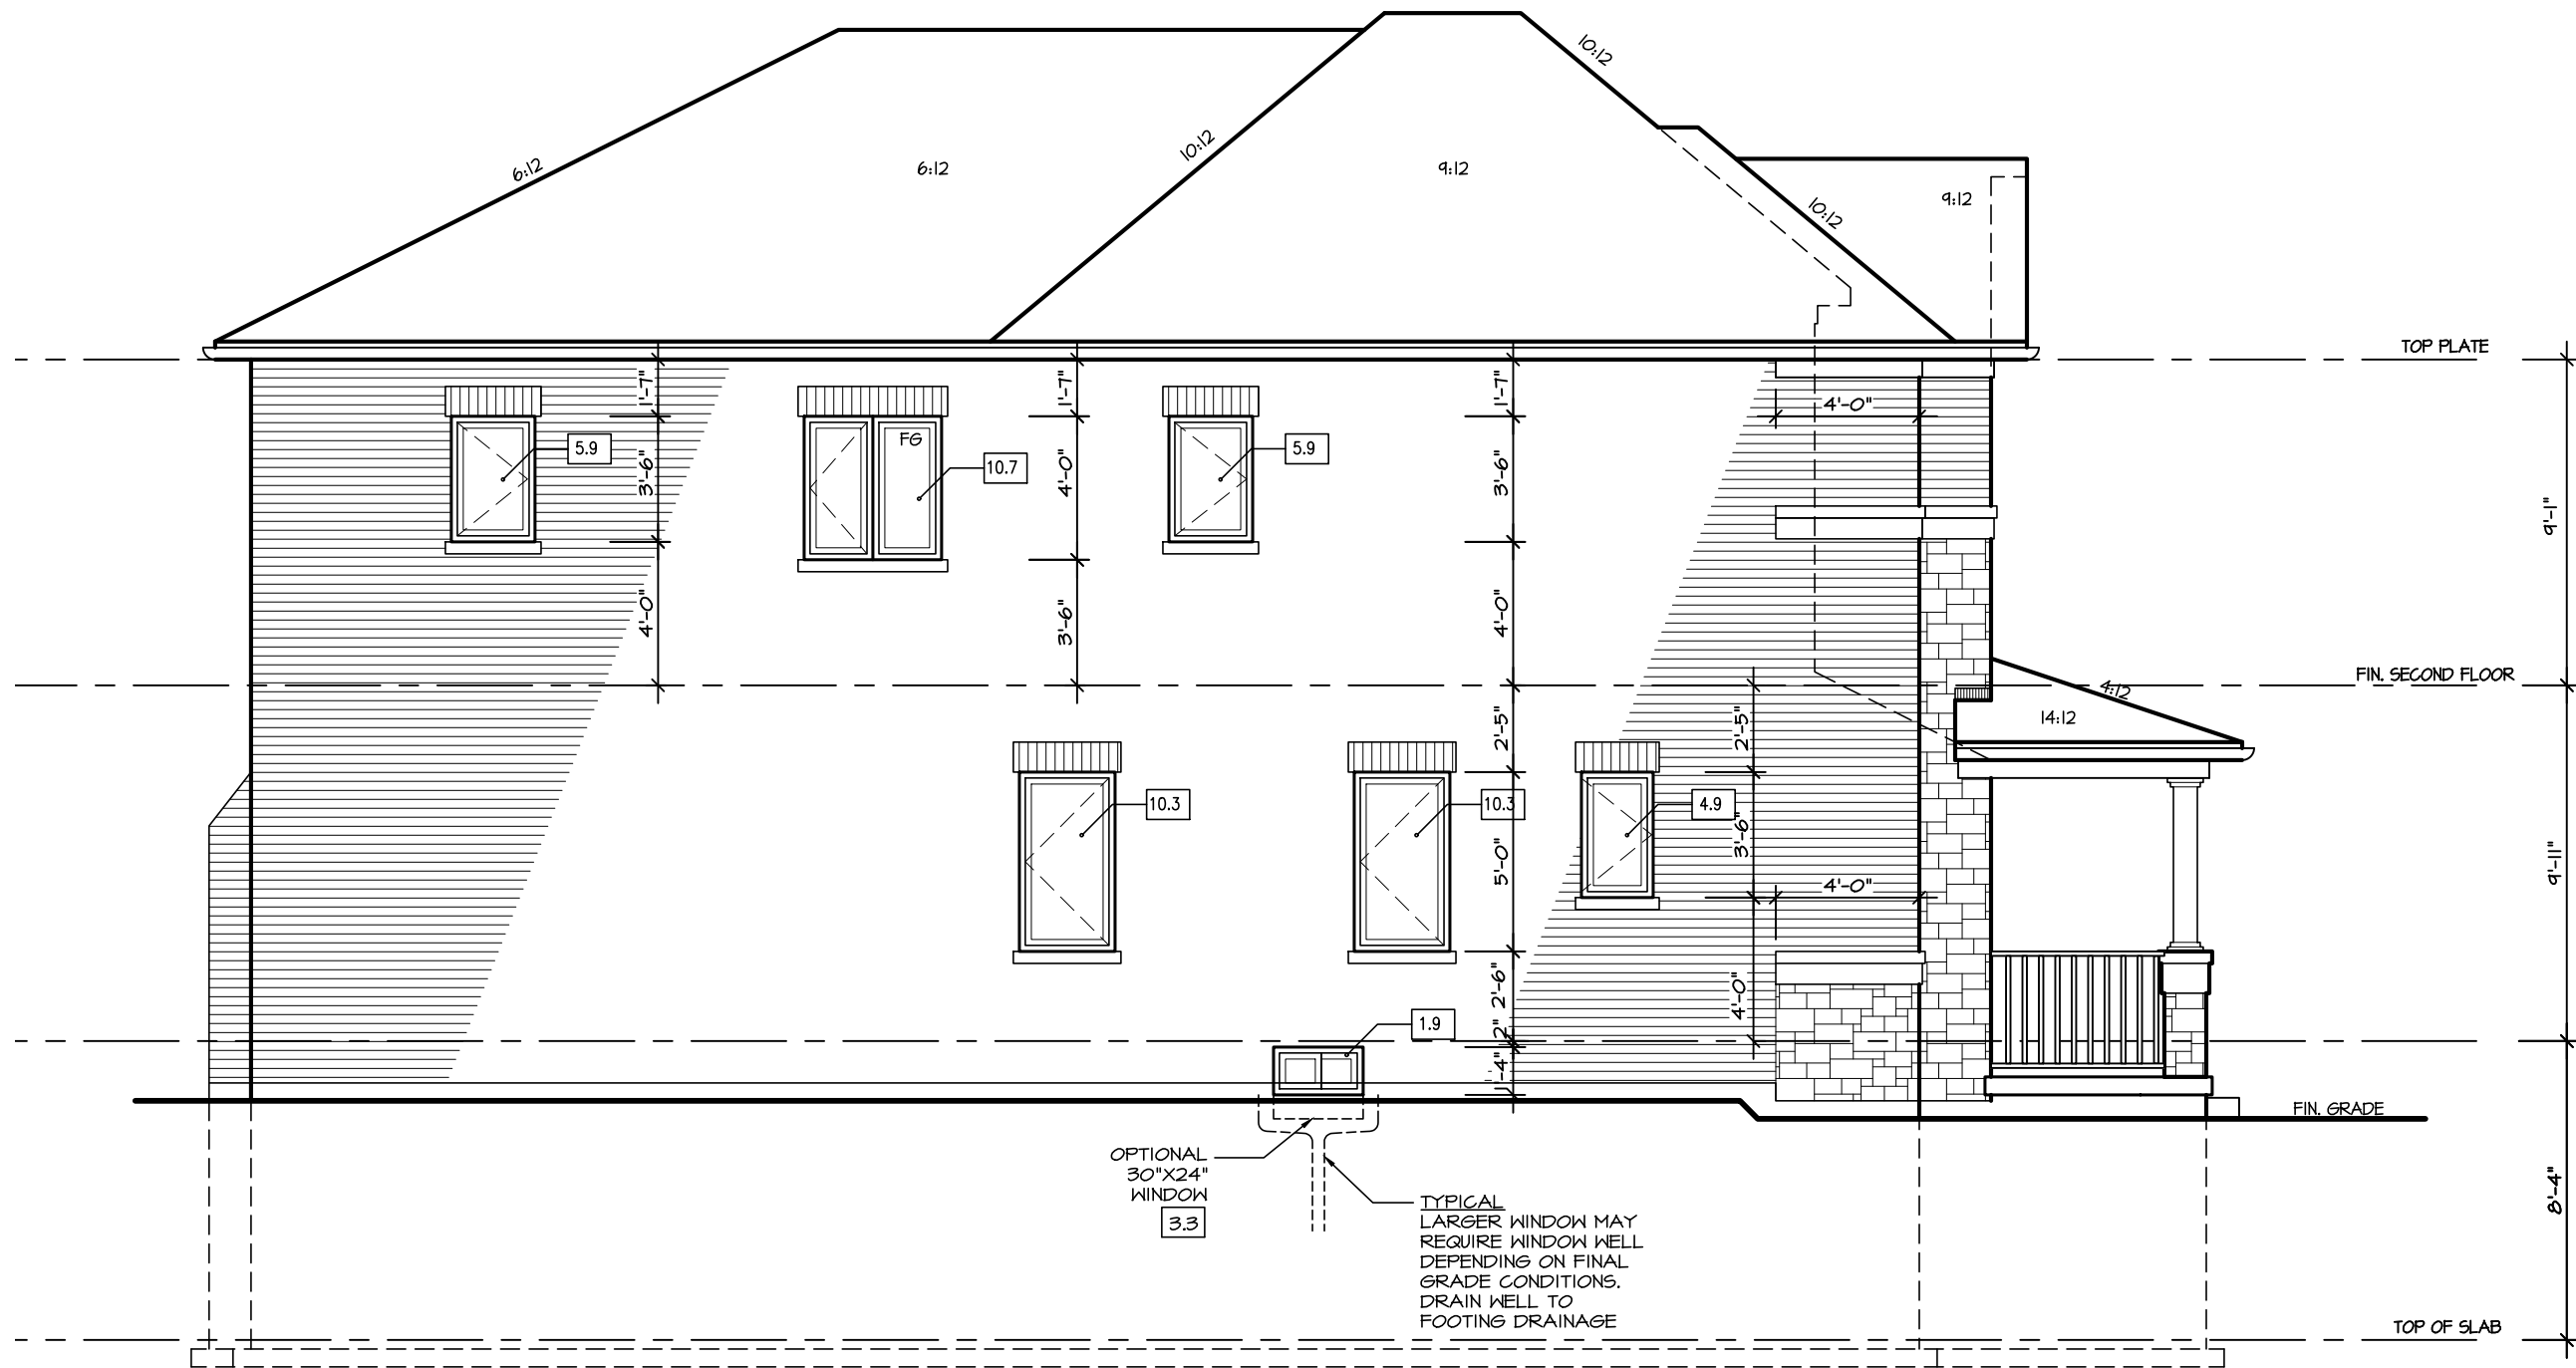 10:12
10:12
6:12
6:12
9:12
9:12
10:12
TOP PLATE
1'-7"
1'-7"
1'-7"
4'-0"
FG
5.9
10.7
5.9
3'-6"
4'-0"
3'-6"
9'-1"
4'-0"
3'-6"
4'-0"
FIN. SECOND FLOOR
4:12
14:12
2'-5"
2'-5"
10.3
10.3
4.9
3'-6"
5'-0"
4'-0"
9'-11"
2'-6"
4'-0"
1.9
2"
1'-4"
FIN. GRADE
OPTIONAL
30"X24"
WINDOW
3.3
TYPICAL
LARGER WINDOW MAY
REQUIRE WINDOW WELL
DEPENDING ON FINAL
GRADE CONDITIONS.
DRAIN WELL TO
FOOTING DRAINAGE
8'-4"
TOP OF SLAB